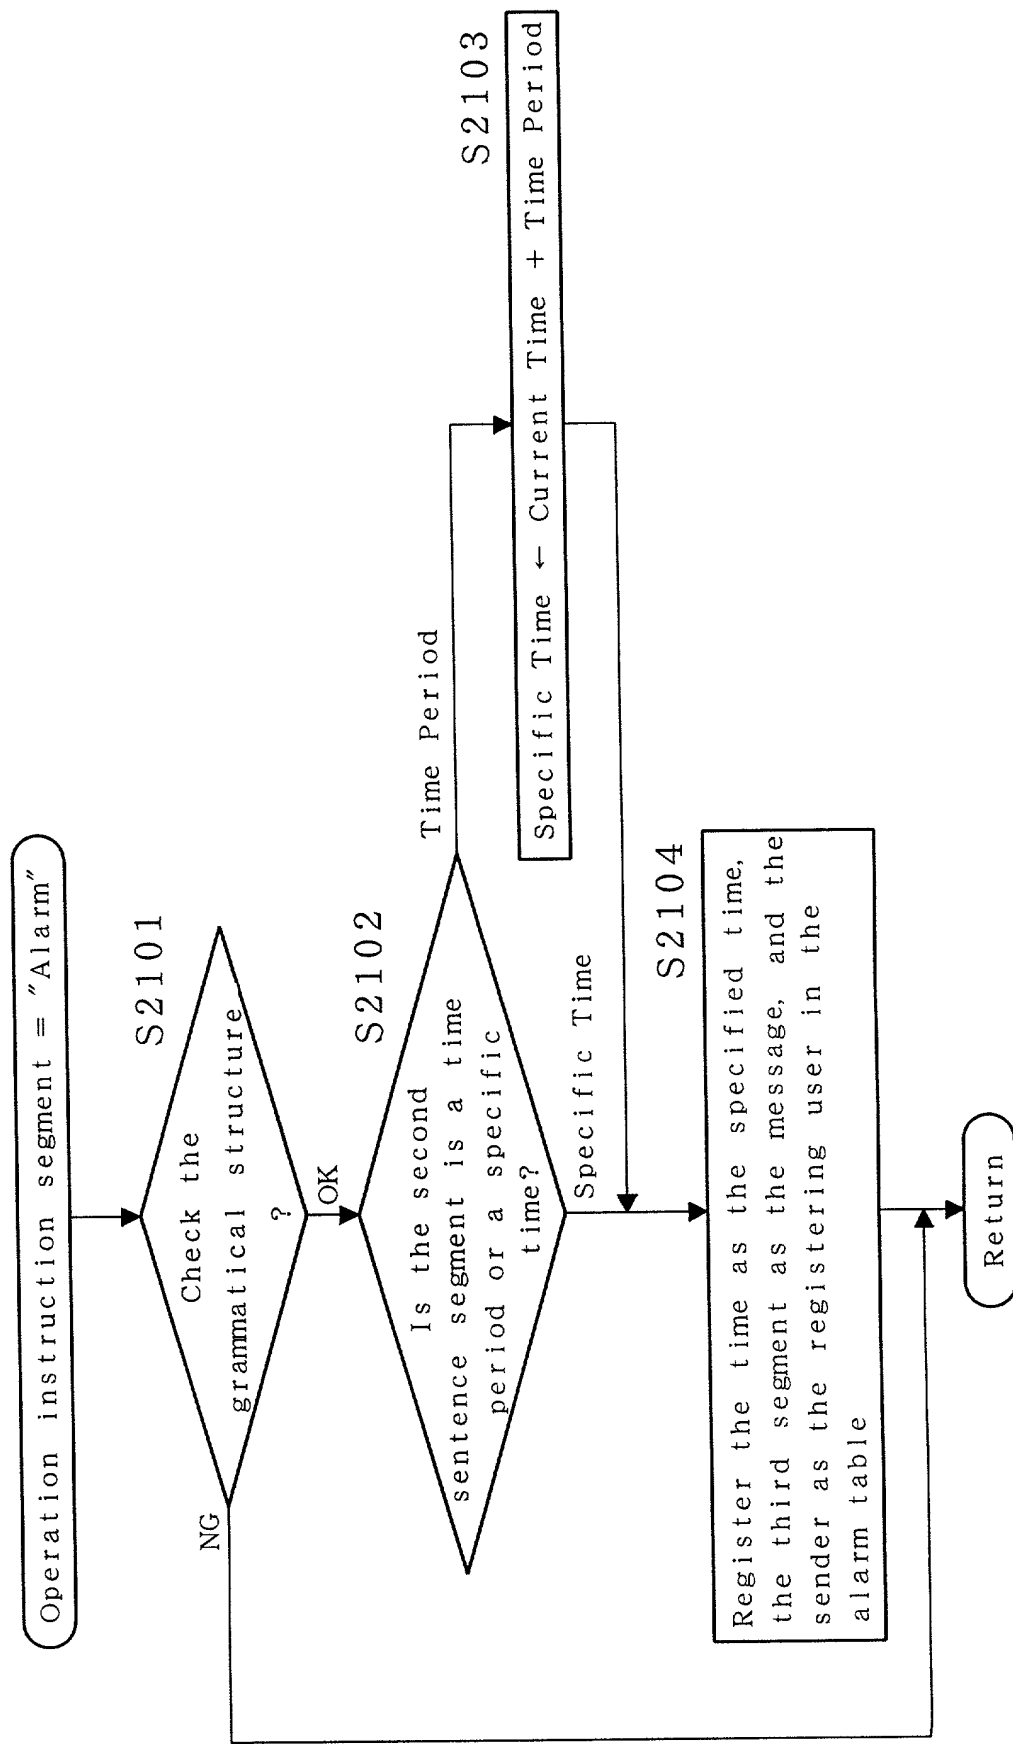 Operation instruction segment = "Alarm"
S2101
Check the
grammatical structure
?
NG
OK
S2102
Is the second
sentence segment is a time
period or a specific
time?
Time Period
S2103
Specific Time ← Current Time + Time Period
Specific Time
S2104
Register the time as the specified time,
the third segment as the message, and the
sender as the registering user in the
alarm table
Return